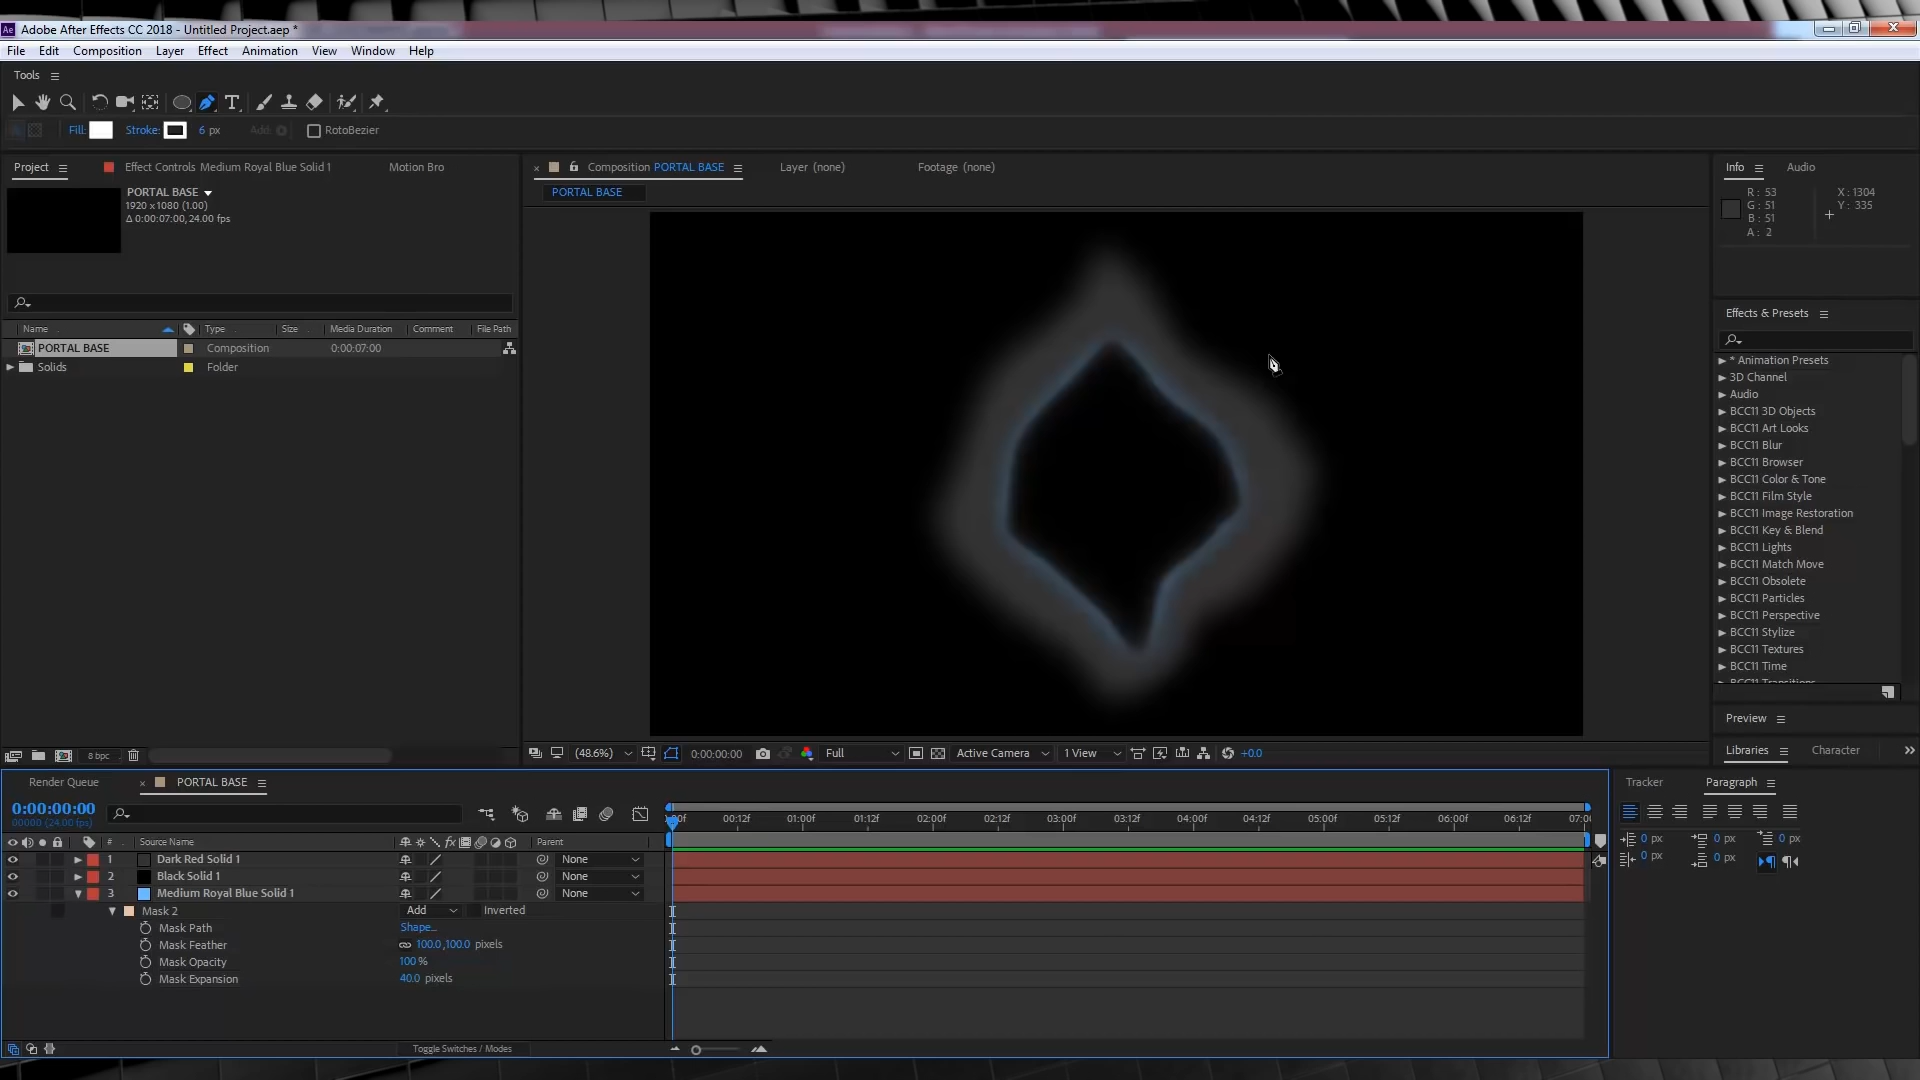 Adobe After Effects CC 2018 - Untitled Project.aep *
File Edit Composition Layer Effect Animation View Window Help
Tools
Fill: Stroke: 6 px Add: RotoBezier
Project Effect Controls Medium Royal Blue Solid 1 Motion Bro
Composition PORTAL BASE Layer (none) Footage (none)
Info Audio
PORTAL BASE
1920 x1080 (1.00)
Δ 0:00:07:00, 24.00 fps
PORTAL BASE
R : 53
G : 51
B : 51
A : 2
X : 1304
Y : 335
Name Type Size Media Duration Comment File Path
PORTAL BASE Composition 0:00:07:00
Solids Folder
Effects & Presets
* Animation Presets
3D Channel
Audio
BCC11 3D Objects
BCC11 Art Looks
BCC11 Blur
BCC11 Browser
BCC11 Color & Tone
BCC11 Film Style
BCC11 Image Restoration
BCC11 Key & Blend
BCC11 Lights
BCC11 Match Move
BCC11 Obsolete
BCC11 Particles
BCC11 Perspective
BCC11 Stylize
BCC11 Textures
BCC11 Time
BCC11 Transitions
Preview
Libraries Character
8 bpc
(48.6%) 0:00:00:00 Full Active Camera 1 View +0.0
Render Queue PORTAL BASE
Tracker Paragraph
0:00:00:00
00000 (24.00 fps)
:00f 00:12f 01:00f 01:12f 02:00f 02:12f 03:00f 03:12f 04:00f 04:12f 05:00f 05:12f 06:00f 06:12f 07:0
# Source Name Parent
1 Dark Red Solid 1 None
2 Black Solid 1 None
3 Medium Royal Blue Solid 1 None
Mask 2 Add Inverted
Mask Path Shape...
Mask Feather 100.0,100.0 pixels
Mask Opacity 100 %
Mask Expansion 40.0 pixels
0 px 0 px 0 px
0 px 0 px
Toggle Switches / Modes